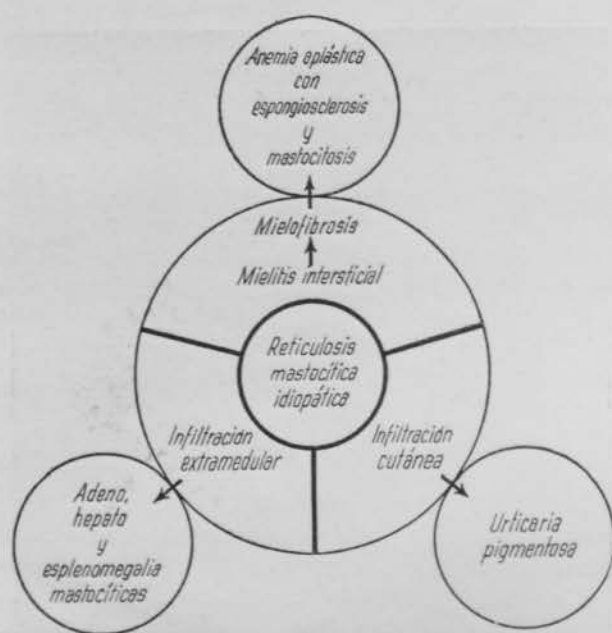 Anemia aplástica
con
espongiosclerosis
y
mastocitosis
Mielofibrosis
Mielitis intersticial
Reticulosis
mastocítica
idiopática
Infiltración
extramedular
Infiltración
cutánea
Adeno,
hepato
y
esplenomegalia
mastocíticas
Urticaria
pigmentosa